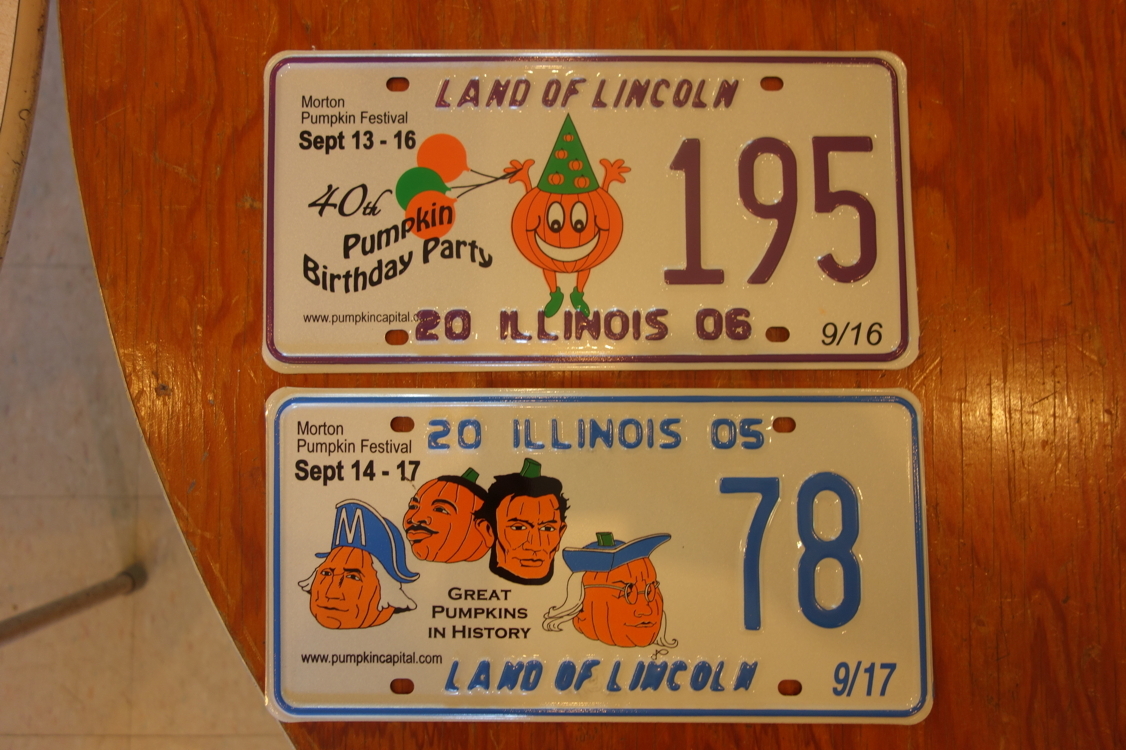 LAND OF LINCOLN
Morton
Pumpkin Festival
Sept 13 - 16
195
40th
Pumpkin
Birthday Party
www.pumpkincapital.
20 ILLINOIS 06
9/16
20 ILLINOIS 05
Morton
Pumpkin Festival
Sept 14 - 17
M
78
GREAT
PUMPKINS
IN HISTORY
www.pumpkincapital.com
LAND OF LINCOLN
9/17